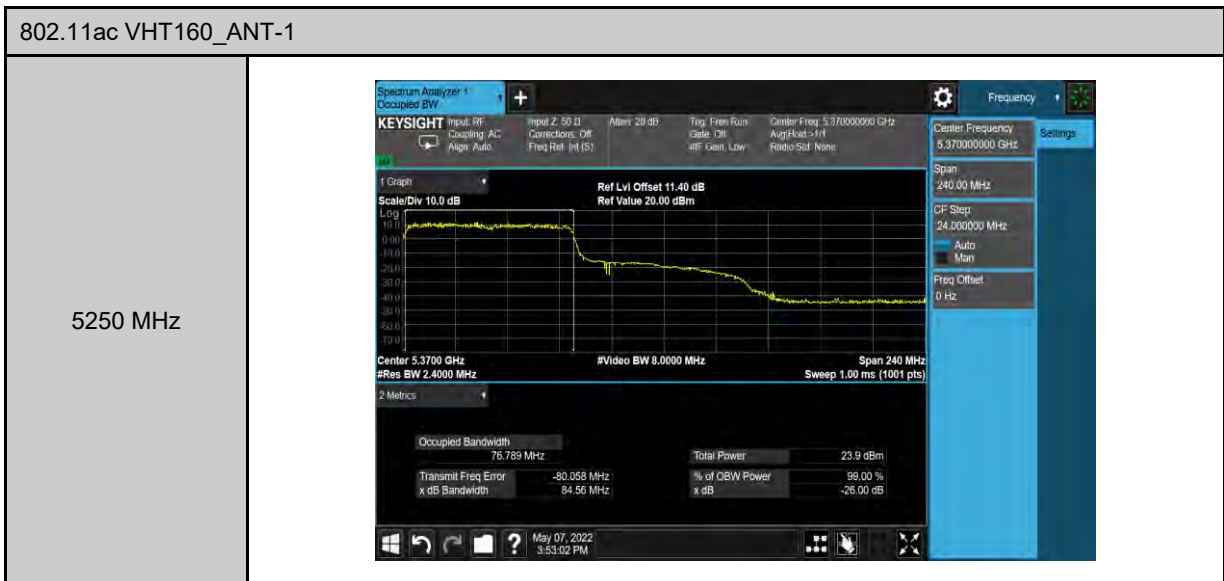 802.11ac VHT160_ANT-1
5250 MHz
Spectrum Analyzer 1
Occupied BW
Frequency
KEYSIGHT
Input: RF
Coupling: AC
Align: Auto
Input Z: 50 Ω
Corrections: Off
Freq Ref: Int (S)
Atten: 20 dB
Trig: Free Run
Gate: Off
#IF Gain: Low
Center Freq: 5.370000000 GHz
Avg|Hold:>1/1
Radio Std: None
1 Graph
Scale/Div 10.0 dB
Ref Lvl Offset 11.40 dB
Ref Value 20.00 dBm
Log
10.0
0.00
-10.0
-20.0
-30.0
-40.0
-50.0
-60.0
-70.0
Center 5.3700 GHz
#Res BW 2.4000 MHz
#Video BW 8.0000 MHz
Span 240 MHz
Sweep 1.00 ms (1001 pts)
2 Metrics
Occupied Bandwidth
76.789 MHz
Transmit Freq Error -80.058 MHz
x dB Bandwidth 84.56 MHz
Total Power 23.9 dBm
% of OBW Power 99.00 %
x dB -26.00 dB
Center Frequency
5.370000000 GHz
Settings
Span
240.00 MHz
CF Step
24.000000 MHz
Auto
Man
Freq Offset
0 Hz
?
May 07, 2022
3:53:02 PM